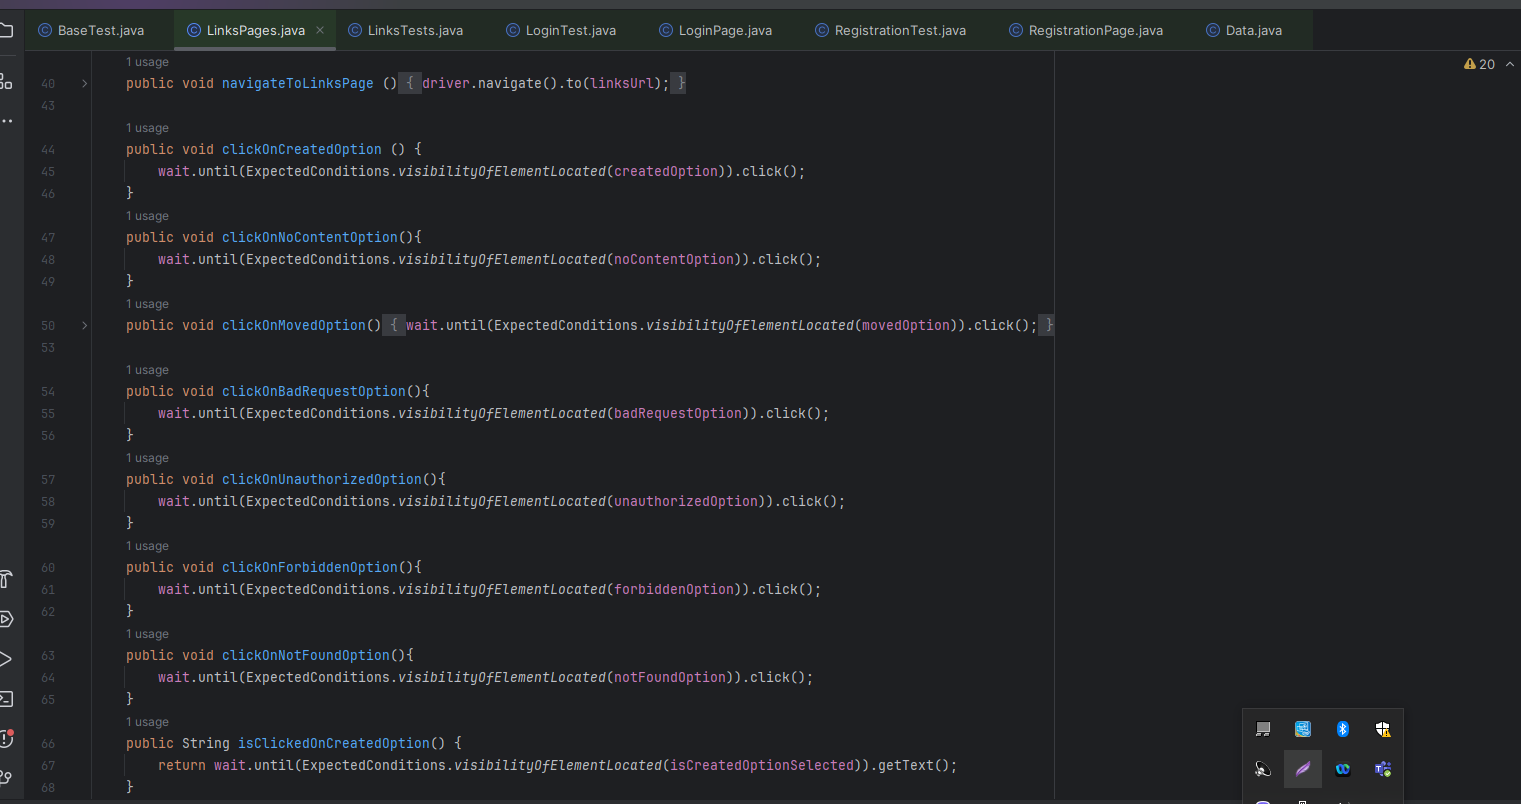 BaseTest.java LinksPages.java LinksTests.java LoginTest.java LoginPage.java RegistrationTest.java RegistrationPage.java Data.java
20
1 usage
40 public void navigateToLinksPage () { driver.navigate().to(linksUrl); }
43
1 usage
44 public void clickOnCreatedOption () {
45 wait.until(ExpectedConditions.visibilityOfElementLocated(createdOption)).click();
46 }
1 usage
47 public void clickOnNoContentOption(){
48 wait.until(ExpectedConditions.visibilityOfElementLocated(noContentOption)).click();
49 }
1 usage
50 public void clickOnMovedOption() { wait.until(ExpectedConditions.visibilityOfElementLocated(movedOption)).click(); }
53
1 usage
54 public void clickOnBadRequestOption(){
55 wait.until(ExpectedConditions.visibilityOfElementLocated(badRequestOption)).click();
56 }
1 usage
57 public void clickOnUnauthorizedOption(){
58 wait.until(ExpectedConditions.visibilityOfElementLocated(unauthorizedOption)).click();
59 }
1 usage
60 public void clickOnForbiddenOption(){
61 wait.until(ExpectedConditions.visibilityOfElementLocated(forbiddenOption)).click();
62 }
1 usage
63 public void clickOnNotFoundOption(){
64 wait.until(ExpectedConditions.visibilityOfElementLocated(notFoundOption)).click();
65 }
1 usage
66 public String isClickedOnCreatedOption() {
67 return wait.until(ExpectedConditions.visibilityOfElementLocated(isCreatedOptionSelected)).getText();
68 }